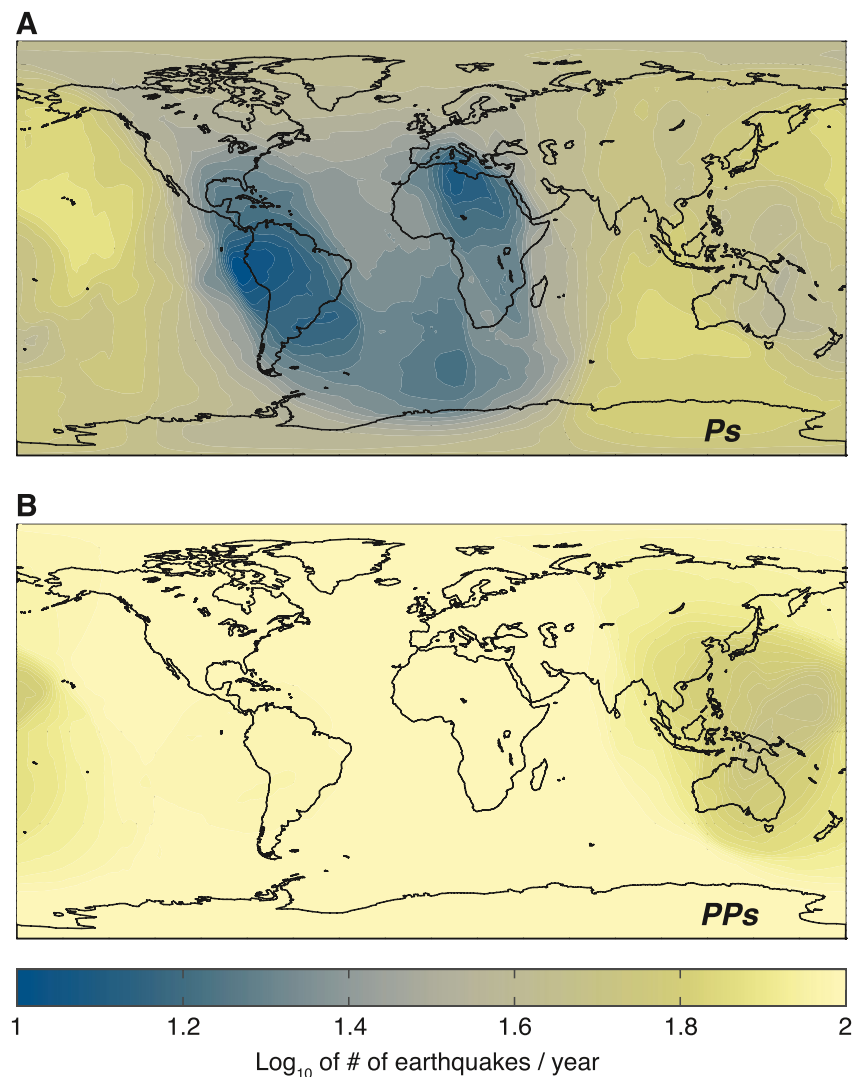 A
Ps
B
PPs
1 1.2 1.4 1.6 1.8 2
Log₁₀ of # of earthquakes / year